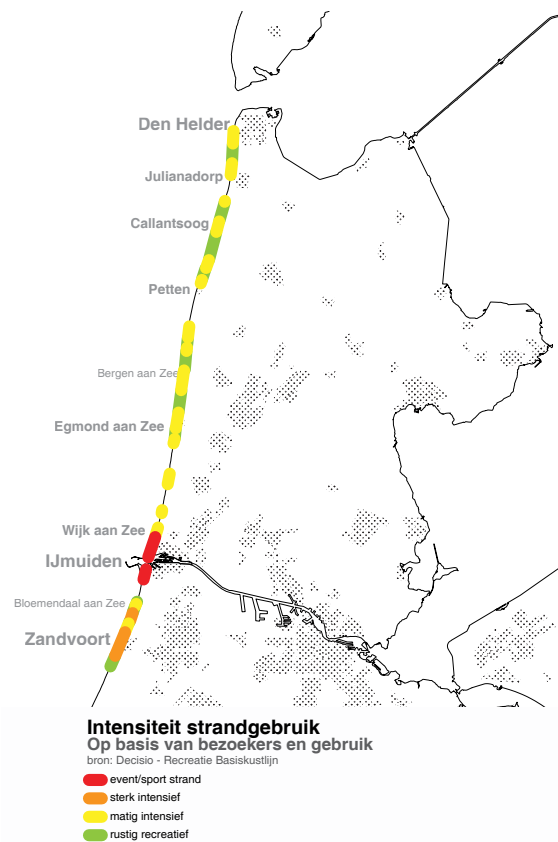 Den Helder
Julianadorp
Callantsoog
Petten
Bergen aan Zee
Egmond aan Zee
Wijk aan Zee
IJmuiden
Bloemendaal aan Zee
Zandvoort
Intensiteit strandgebruik
Op basis van bezoekers en gebruik
bron: Decisio - Recreatie Basiskustlijn
event/sport strand
sterk intensief
matig intensief
rustig recreatief